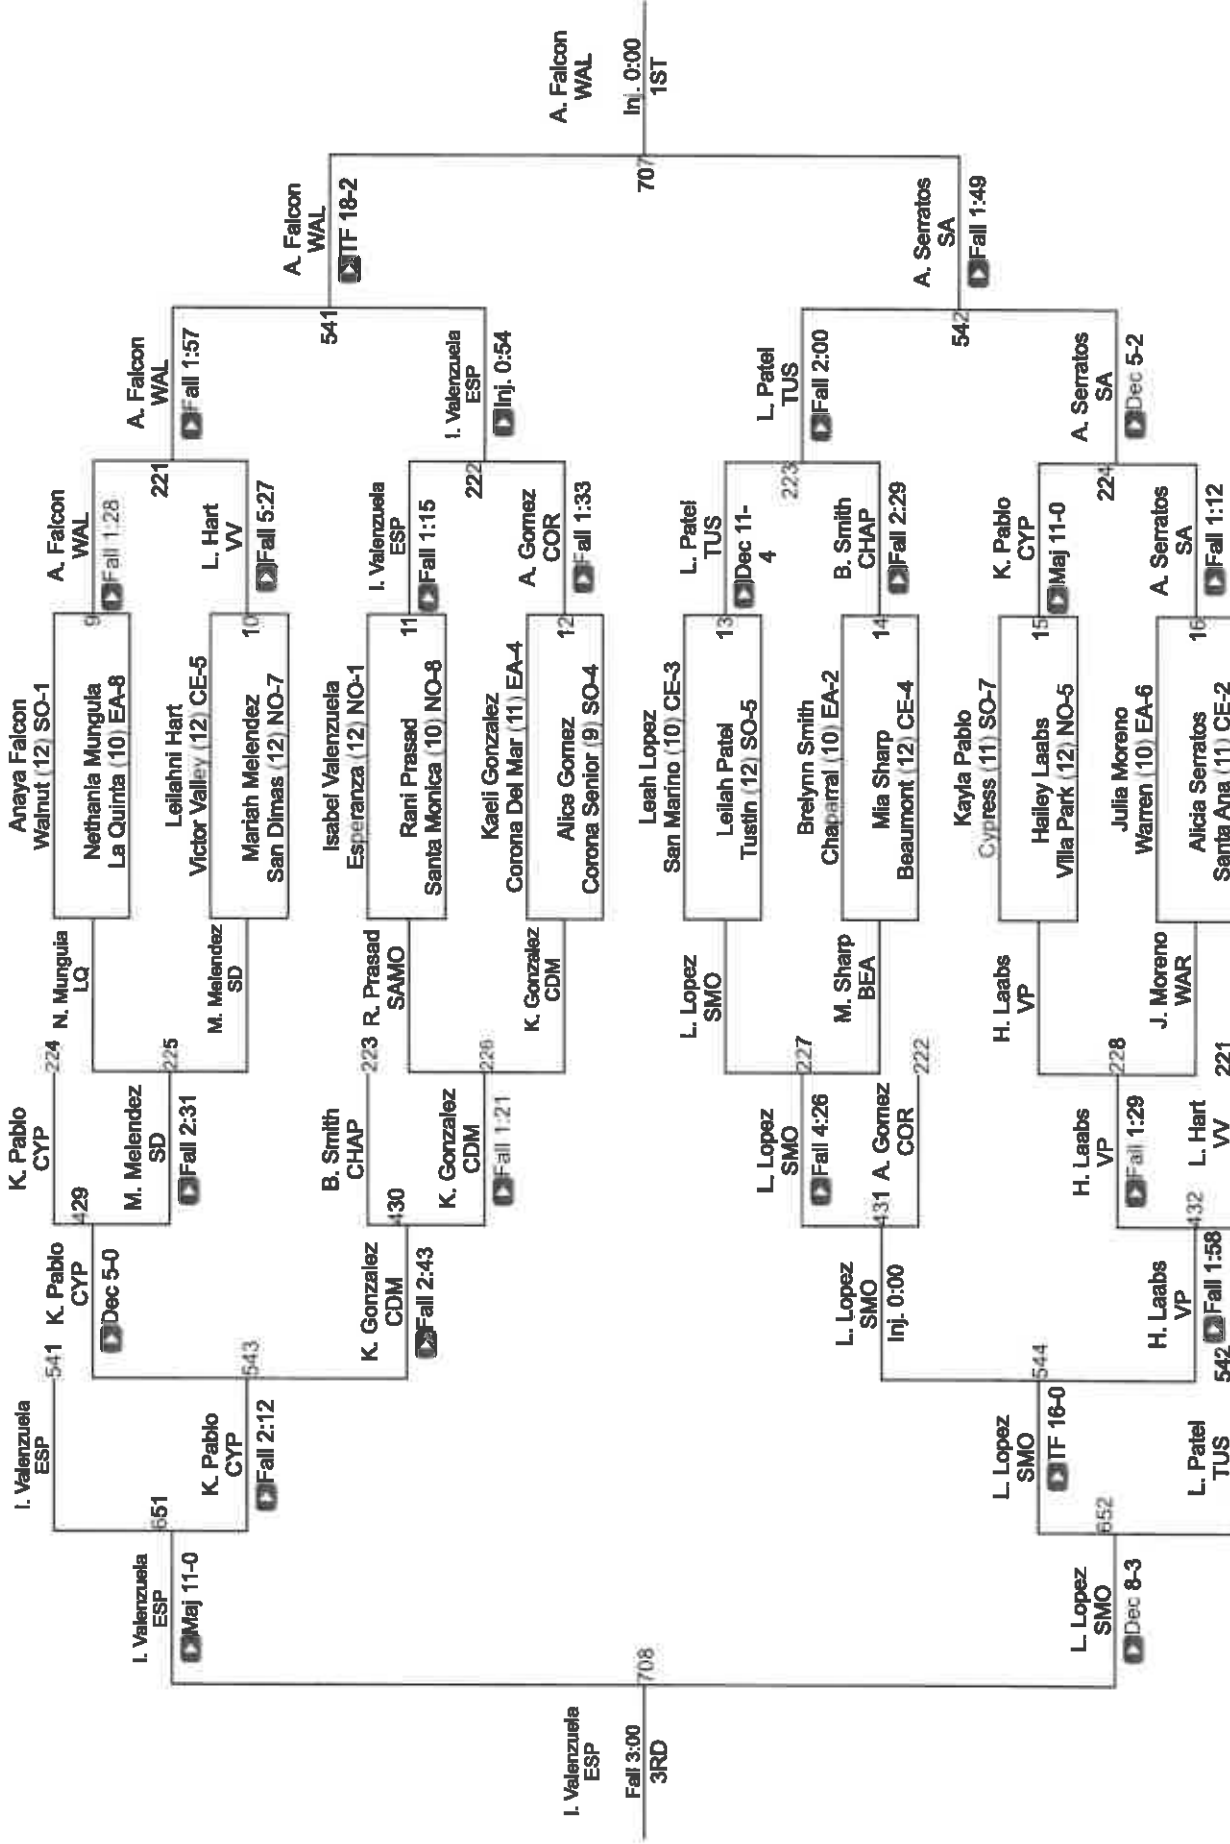 Anaya Falcon
Walnut (12) SO-1
Nethania Munguia
La Quinta (10) EA-8
9
Leilahni Hart
Victor Valley (12) CE-5
Mariah Melendez
San Dimas (12) NO-7
10
Isabel Valenzuela
Esperanza (12) NO-1
Rani Prasad
Santa Monica (10) NO-8
11
Kaeli Gonzalez
Corona Del Mar (11) EA-4
Alice Gomez
Corona Senior (9) SO-4
12
Leah Lopez
San Marino (10) CE-3
Leilah Patel
Tustin (12) SO-5
13
Brelynn Smith
Chaparral (10) EA-2
Mia Sharp
Beaumont (12) CE-4
14
Kayla Pablo
Cypress (11) SO-7
Hailey Laabs
Villa Park (12) NO-5
15
Julia Moreno
Warren (10) EA-6
Alicia Serratos
Santa Ana (11) CE-2
16
A. Falcon
WAL
Fall 1:28
221
L. Hart
VV
Fall 5:27
I. Valenzuela
ESP
Fall 1:15
222
A. Gomez
COR
Fall 1:33
L. Patel
TUS
Dec 11-
4
223
B. Smith
CHAP
Fall 2:29
K. Pablo
CYP
Maj 11-0
224
A. Serratos
SA
Fall 1:12
A. Falcon
WAL
Fall 1:57
541
I. Valenzuela
ESP
Inj. 0:54
L. Patel
TUS
Fall 2:00
542
A. Serratos
SA
Dec 5-2
A. Falcon
WAL
TF 18-2
707
A. Serratos
SA
Fall 1:49
A. Falcon
WAL
Inj. 0:00
1ST
N. Munguia
LQ
225
M. Melendez
SD
R. Prasad
SAMO
226
K. Gonzalez
CDM
L. Lopez
SMO
227
M. Sharp
BEA
H. Laabs
VP
228
J. Moreno
WAR
K. Pablo
CYP
224
429
M. Melendez
SD
Fall 2:31
B. Smith
CHAP
223
430
K. Gonzalez
CDM
Fall 1:21
L. Lopez
SMO
Fall 4:26
431
A. Gomez
COR
222
H. Laabs
VP
Fall 1:29
432
L. Hart
VV
221
K. Pablo
CYP
Dec 5-0
543
K. Gonzalez
CDM
Fall 2:43
L. Lopez
SMO
Inj. 0:00
544
H. Laabs
VP
Fall 1:58
I. Valenzuela
ESP
541
651
K. Pablo
CYP
Fall 2:12
L. Lopez
SMO
TF 16-0
652
L. Patel
TUS
542
I. Valenzuela
ESP
Maj 11-0
708
L. Lopez
SMO
Dec 8-3
I. Valenzuela
ESP
Fall 3:00
3RD